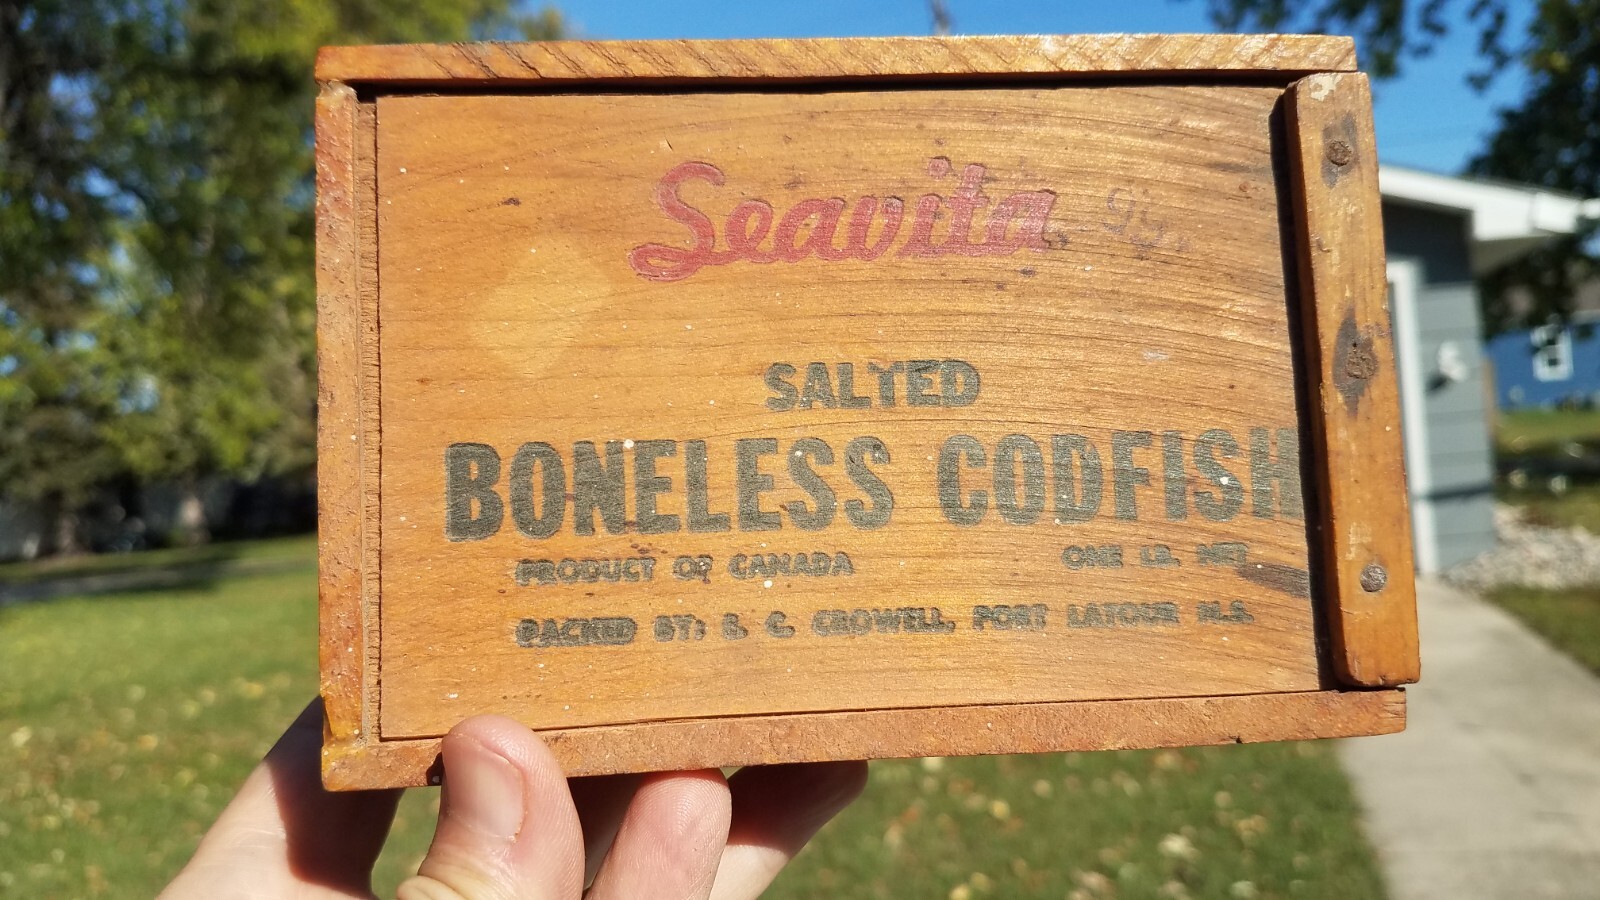 Seavita
SALTED
BONELESS CODFISH
PRODUCT OF CANADA ONE LB. NET
PACKED BY: E. C. CROWELL, PORT LATOUR N.S.